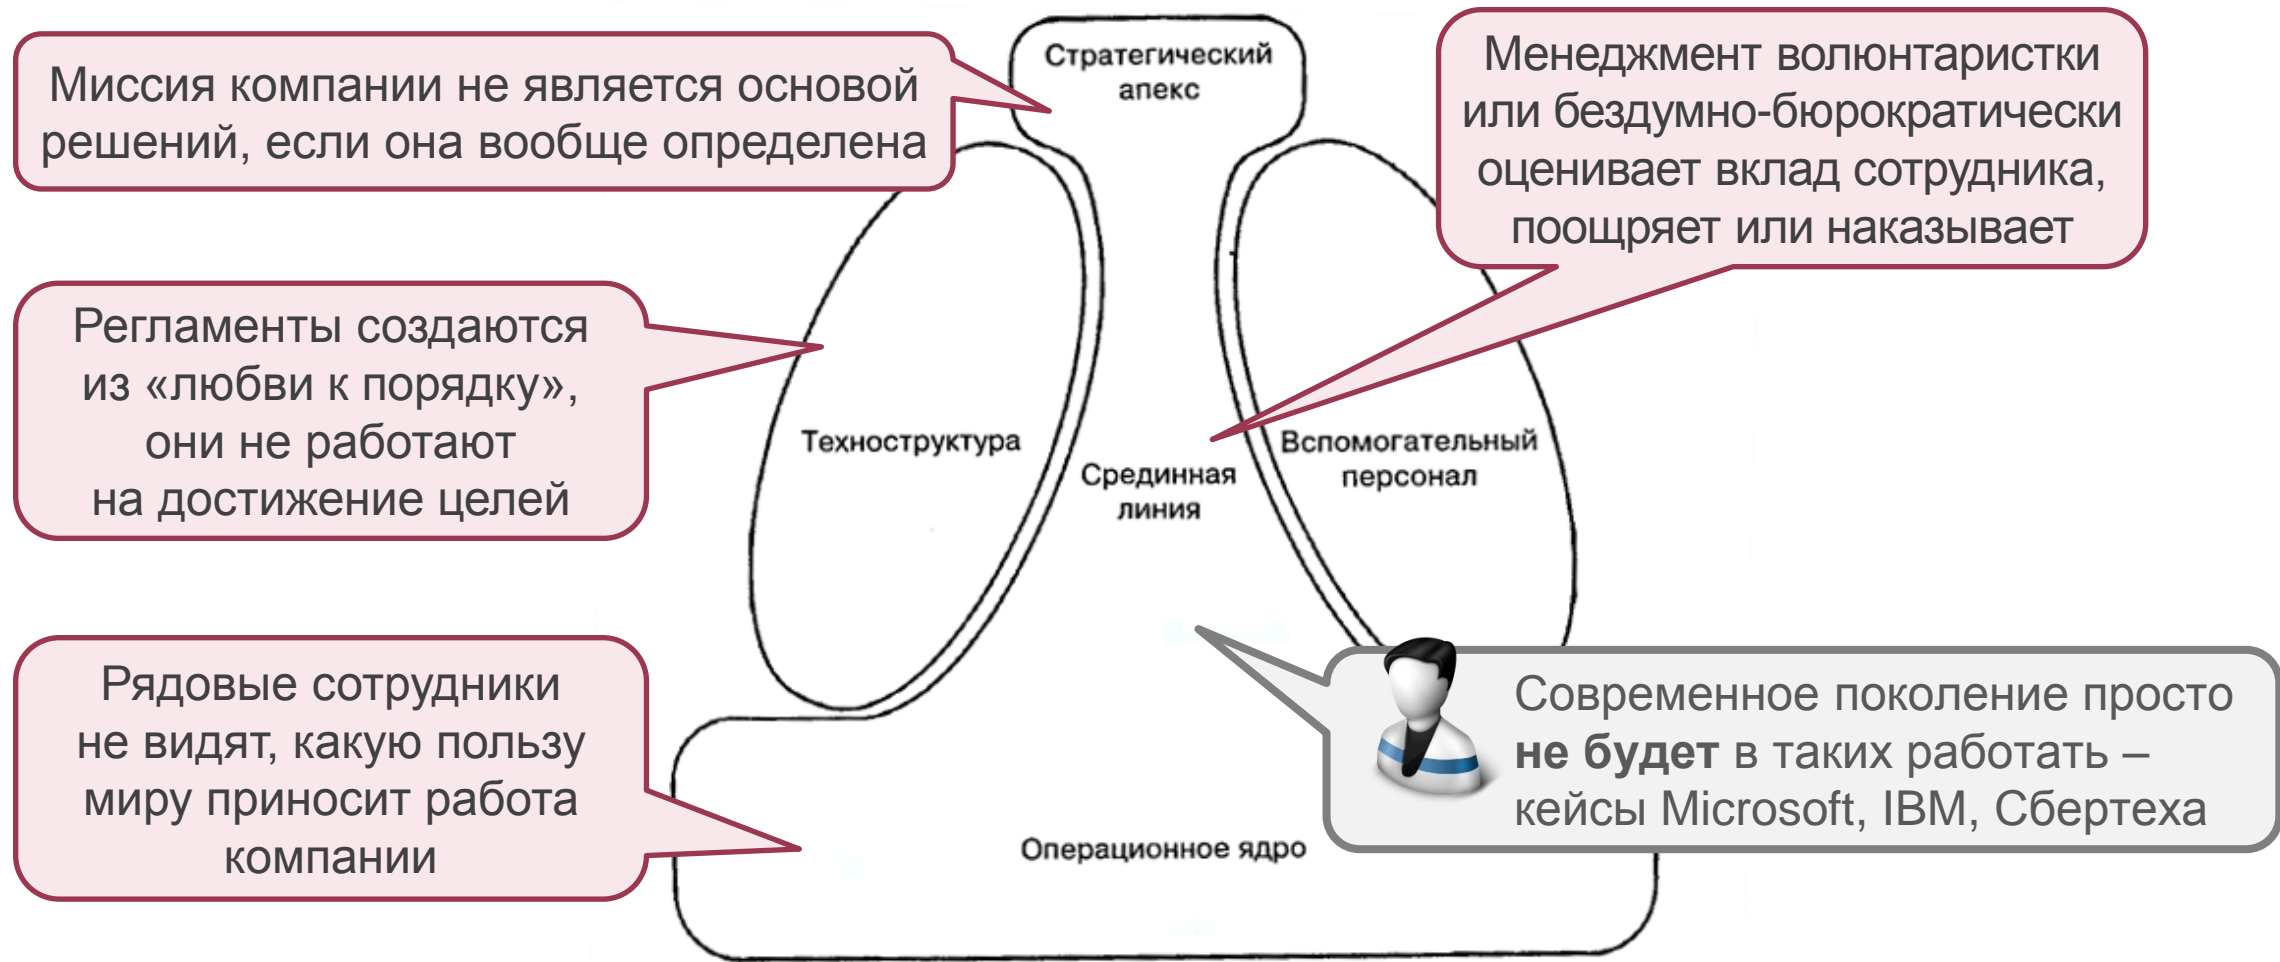 Миссия компании не является основой
решений, если она вообще определена
Стратегический
апекс
Менеджмент волюнтаристки
или бездумно-бюрократически
оценивает вклад сотрудника,
поощряет или наказывает
Регламенты создаются
из «любви к порядку»,
они не работают
на достижение целей
Техноструктура
Срединная
линия
Вспомогательный
персонал
Рядовые сотрудники
не видят, какую пользу
миру приносит работа
компании
Современное поколение просто
не будет в таких работать –
кейсы Microsoft, IBM, Сбертеха
Операционное ядро